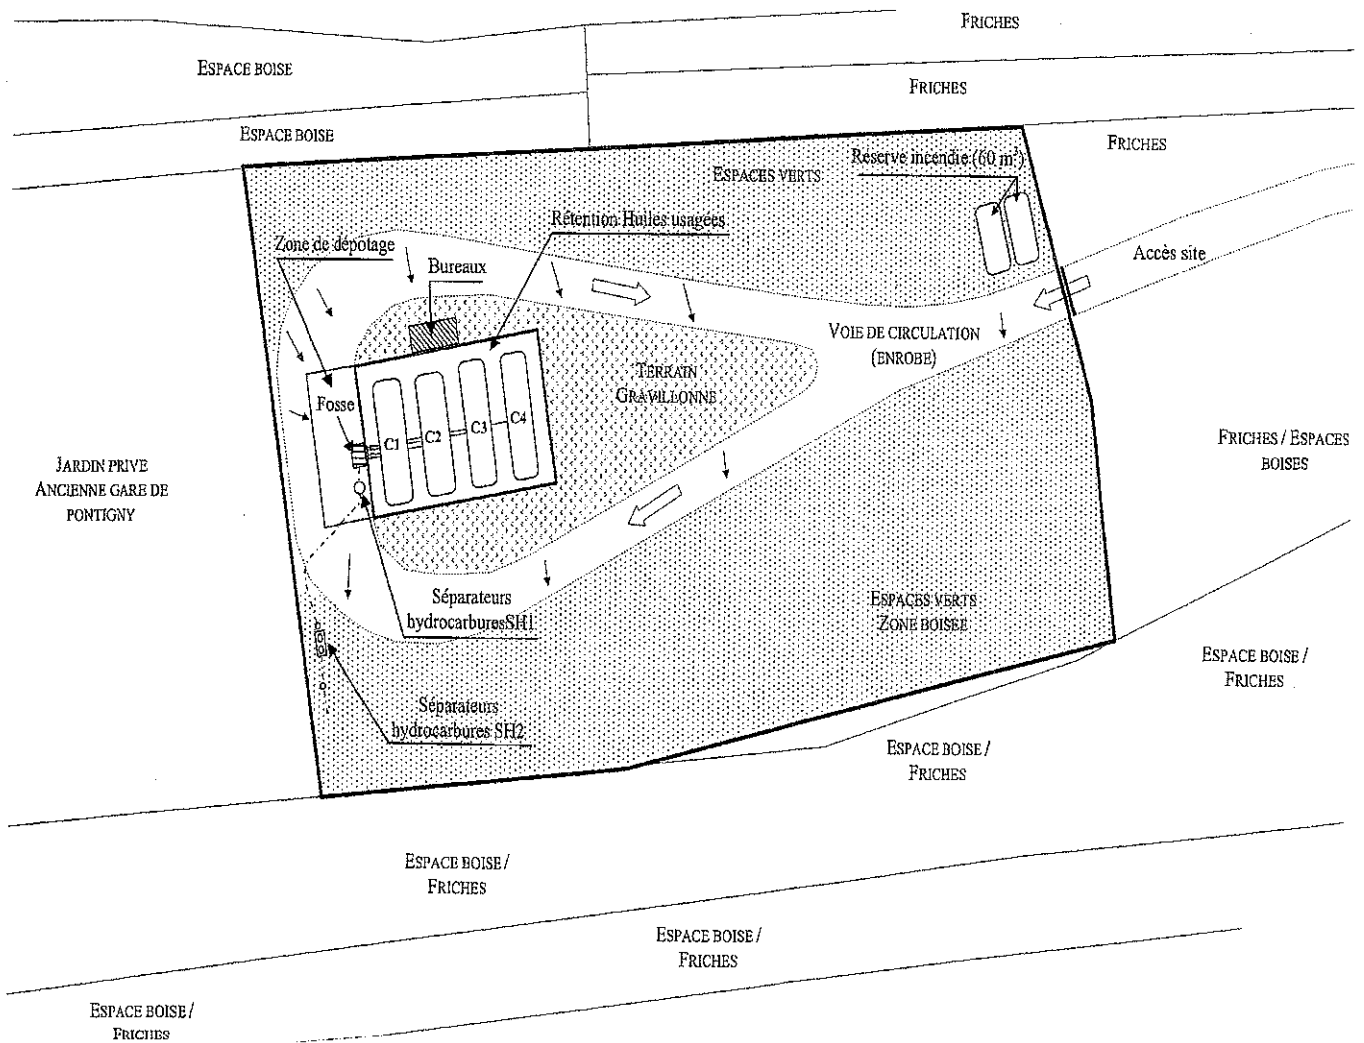 FRICHES
ESPACE BOISE
FRICHES
ESPACE BOISE
FRICHES
Réserve incendie (60 m³)
ESPACES VERTS
Rétention Huiles usagées
Zone de dépotage
Bureaux
Accès site
VOIE DE CIRCULATION
(ENROBE)
TERRAIN
GRAVILLONNE
Fosse
C1
C2
C3
C4
FRICHES / ESPACES
BOISES
JARDIN PRIVE
ANCIENNE GARE DE
PONTIGNY
Séparateurs
hydrocarbures SH1
ESPACES VERTS
ZONE BOISEE
ESPACE BOISE /
FRICHES
Séparateurs
hydrocarbures SH2
ESPACE BOISE /
FRICHES
ESPACE BOISE /
FRICHES
ESPACE BOISE /
FRICHES
ESPACE BOISE /
FRICHES